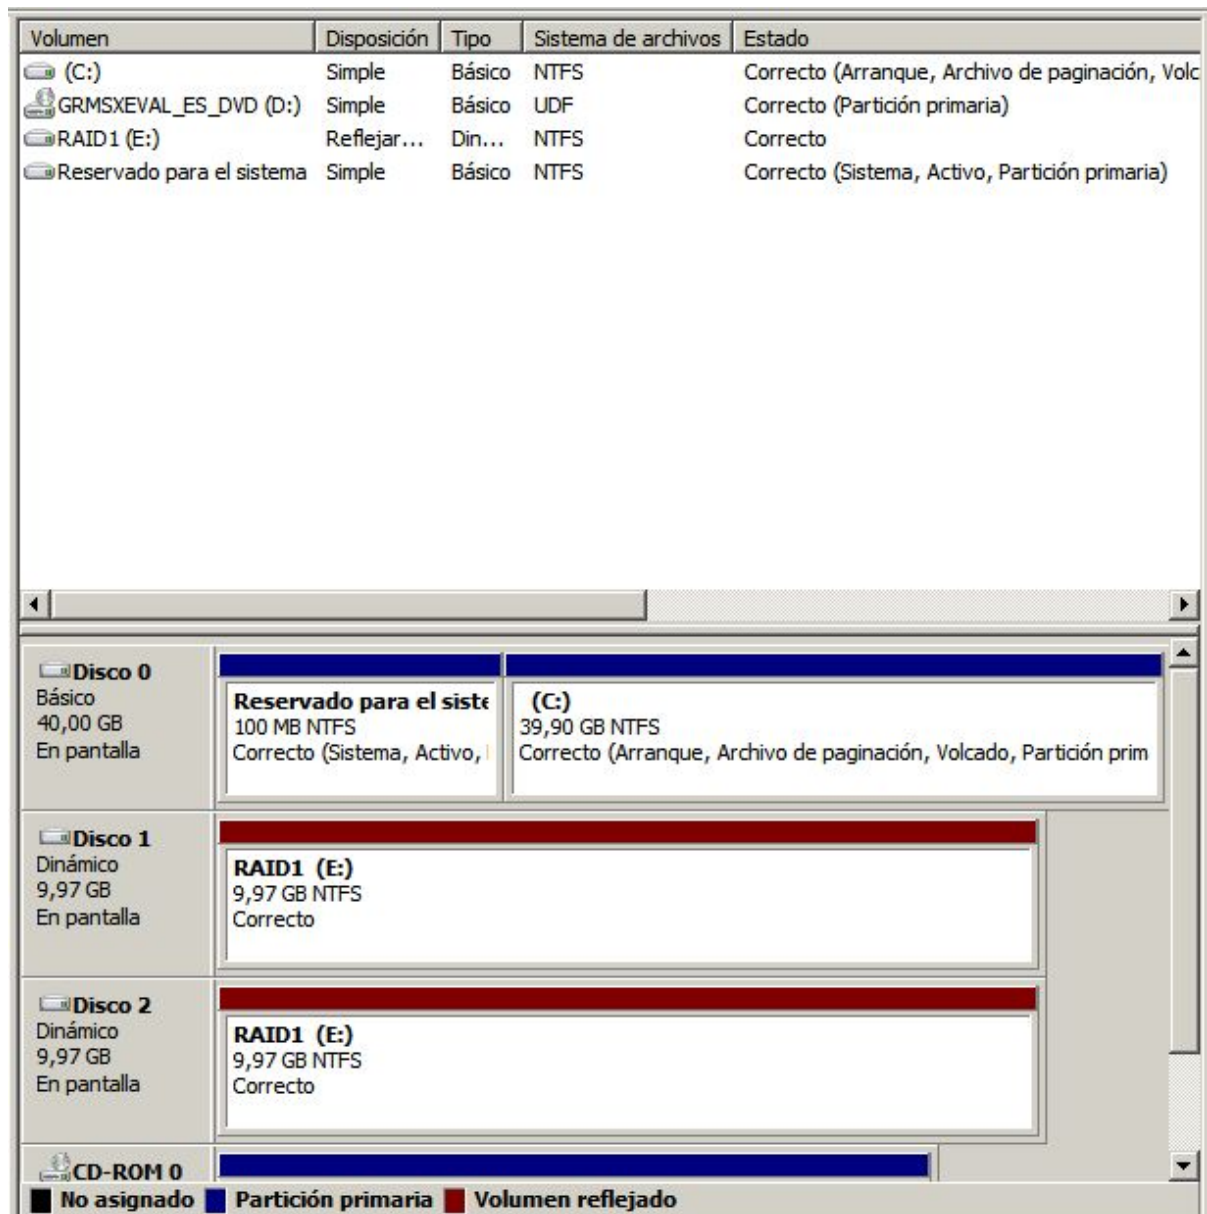 Volumen Disposición Tipo Sistema de archivos Estado
(C:) Simple Básico NTFS Correcto (Arranque, Archivo de paginación, Volc
GRMSXEVAL_ES_DVD (D:) Simple Básico UDF Correcto (Partición primaria)
RAID1 (E:) Reflejar... Din... NTFS Correcto
Reservado para el sistema Simple Básico NTFS Correcto (Sistema, Activo, Partición primaria)
Disco 0
Básico
40,00 GB
En pantalla
Reservado para el siste
100 MB NTFS
Correcto (Sistema, Activo,
(C:)
39,90 GB NTFS
Correcto (Arranque, Archivo de paginación, Volcado, Partición prim
Disco 1
Dinámico
9,97 GB
En pantalla
RAID1 (E:)
9,97 GB NTFS
Correcto
Disco 2
Dinámico
9,97 GB
En pantalla
RAID1 (E:)
9,97 GB NTFS
Correcto
CD-ROM 0
No asignado Partición primaria Volumen reflejado